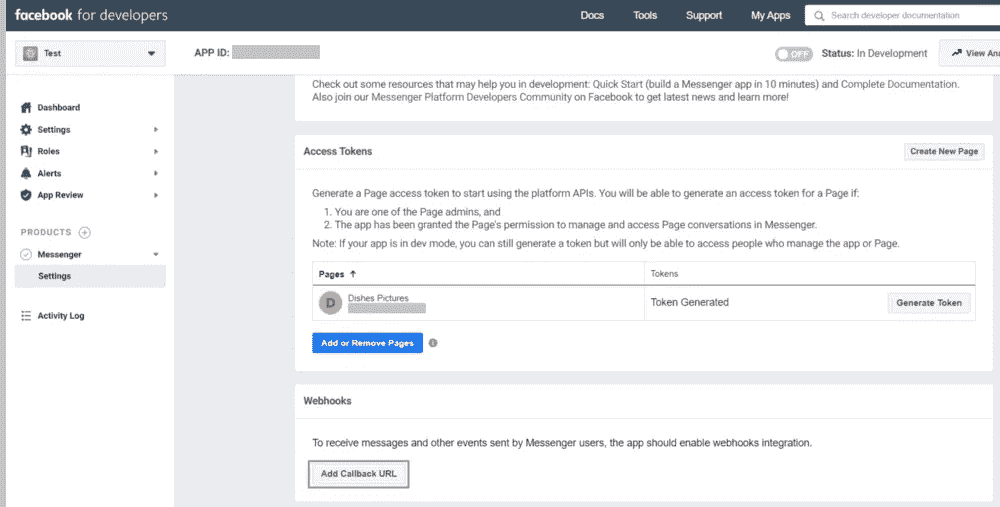 facebook for developers
Docs Tools Support My Apps Search developer documentation
Test APP ID: OFF Status: In Development View Ana
Check out some resources that may help you in development: Quick Start (build a Messenger app in 10 minutes) and Complete Documentation.
Also join our Messenger Platform Developers Community on Facebook to get latest news and learn more!
Dashboard
Settings
Roles
Alerts
App Review
PRODUCTS
Messenger
Settings
Activity Log
Access Tokens Create New Page
Generate a Page access token to start using the platform APIs. You will be able to generate an access token for a Page if:
1. You are one of the Page admins, and
2. The app has been granted the Page's permission to manage and access Page conversations in Messenger.
Note: If your app is in dev mode, you can still generate a token but will only be able to access people who manage the app or Page.
Pages Tokens
D Dishes Pictures Token Generated Generate Token
Add or Remove Pages
Webhooks
To receive messages and other events sent by Messenger users, the app should enable webhooks integration.
Add Callback URL